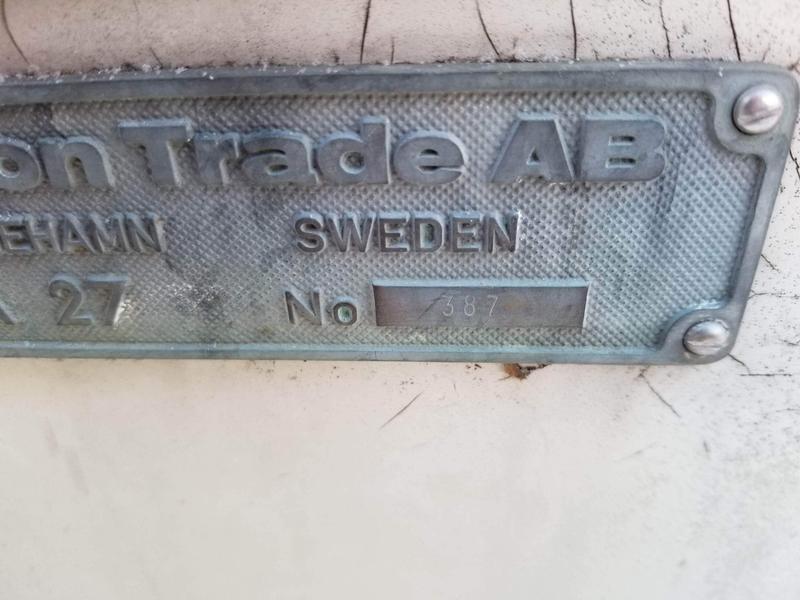 on Trade AB
EHAMN SWEDEN
27 No 387